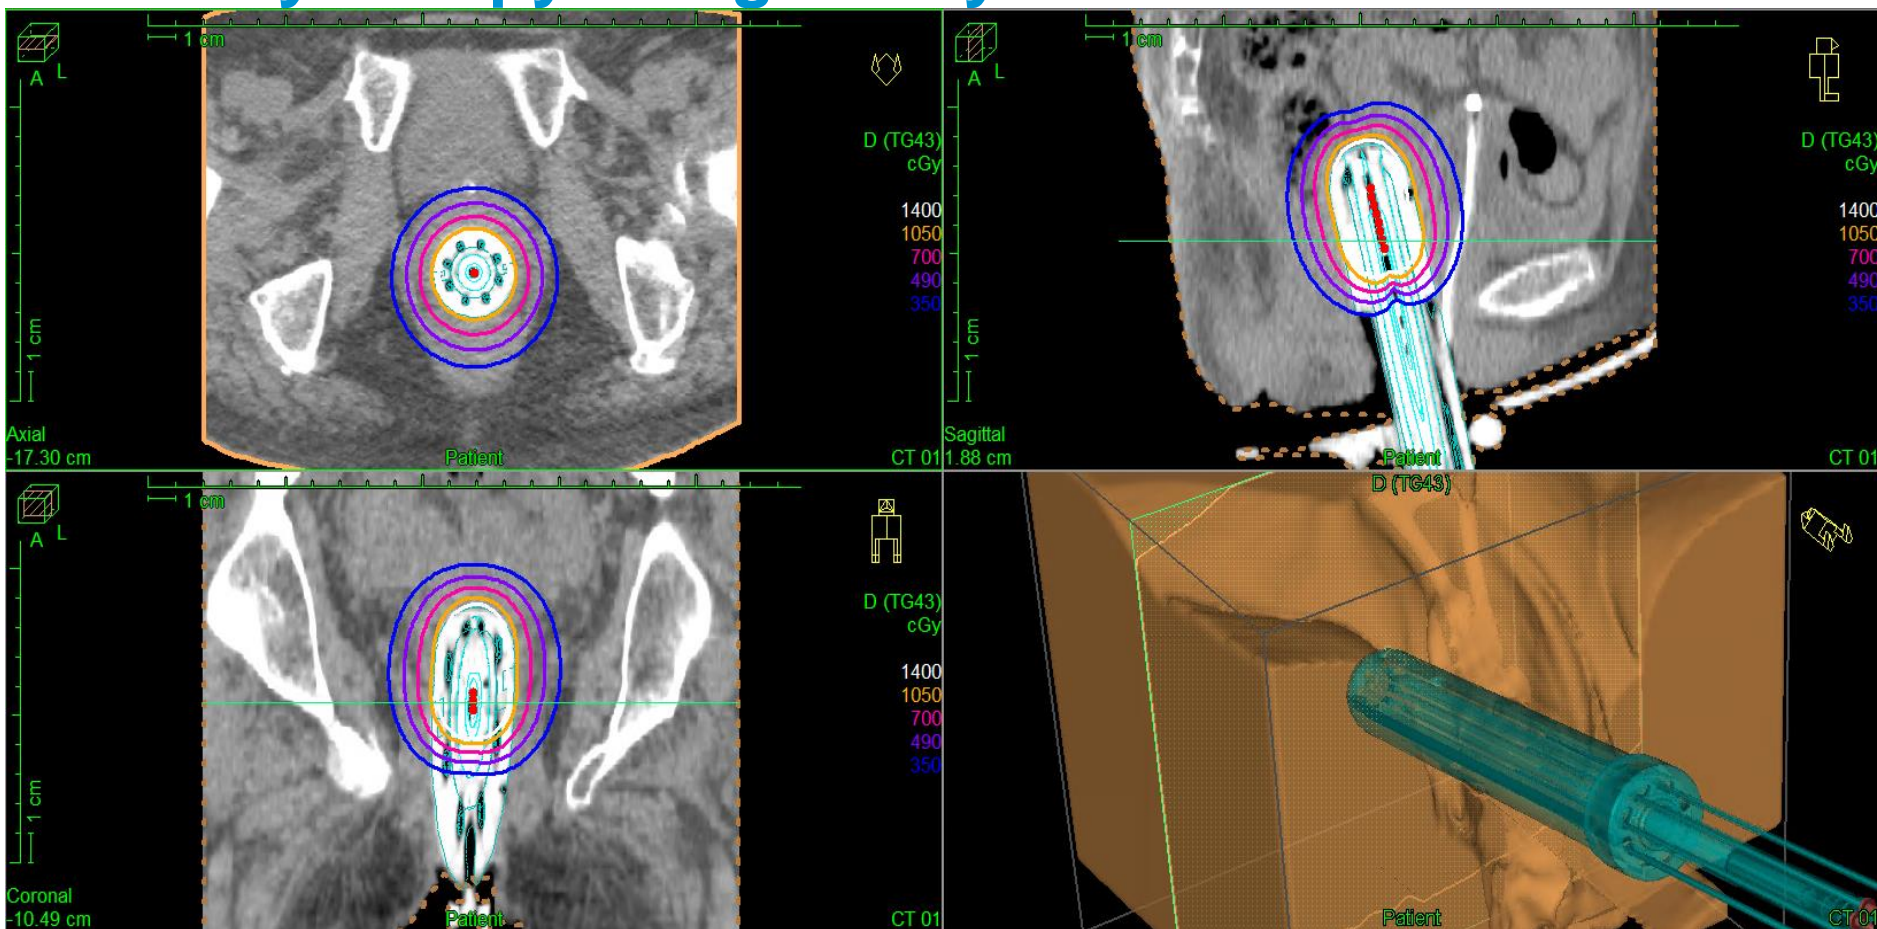 1 cm
A L
D (TG43)
cGy
1400
1050
700
490
350
1 cm
Axial
-17.30 cm
Patient
CT 01
1 cm
A L
D (TG43)
cGy
1400
1050
700
490
350
1 cm
Sagittal
1.88 cm
Patient
CT 01
1 cm
A L
D (TG43)
cGy
1400
1050
700
490
350
1 cm
Coronal
-10.49 cm
Patient
CT 01
D (TG43)
Patient
CT 01